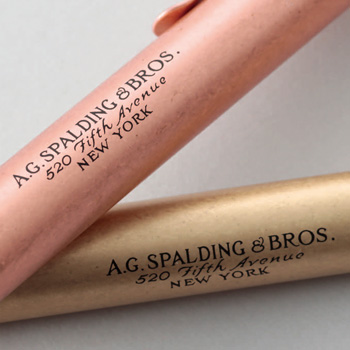 A.G. SPALDING & BROS.
520 Fifth Avenue
NEW YORK
A.G. SPALDING & BROS.
520 Fifth Avenue
NEW YORK